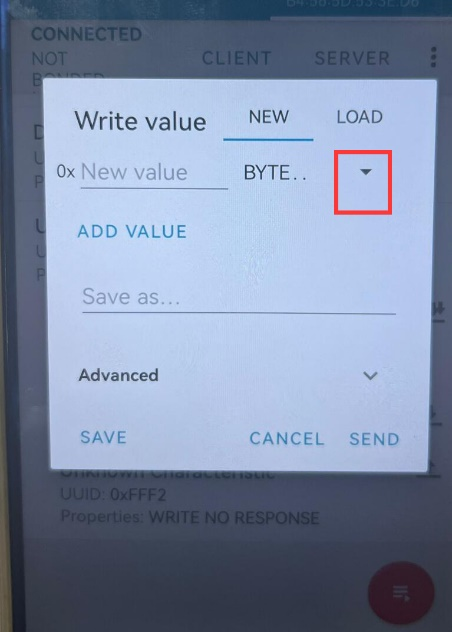 CONNECTED
NOT
CLIENT
SERVER
Write value
NEW
LOAD
0x New value
BYTE..
ADD VALUE
Save as...
Advanced
SAVE
CANCEL
SEND
Unknown Characteristic
UUID: 0xFFF2
Properties: WRITE NO RESPONSE